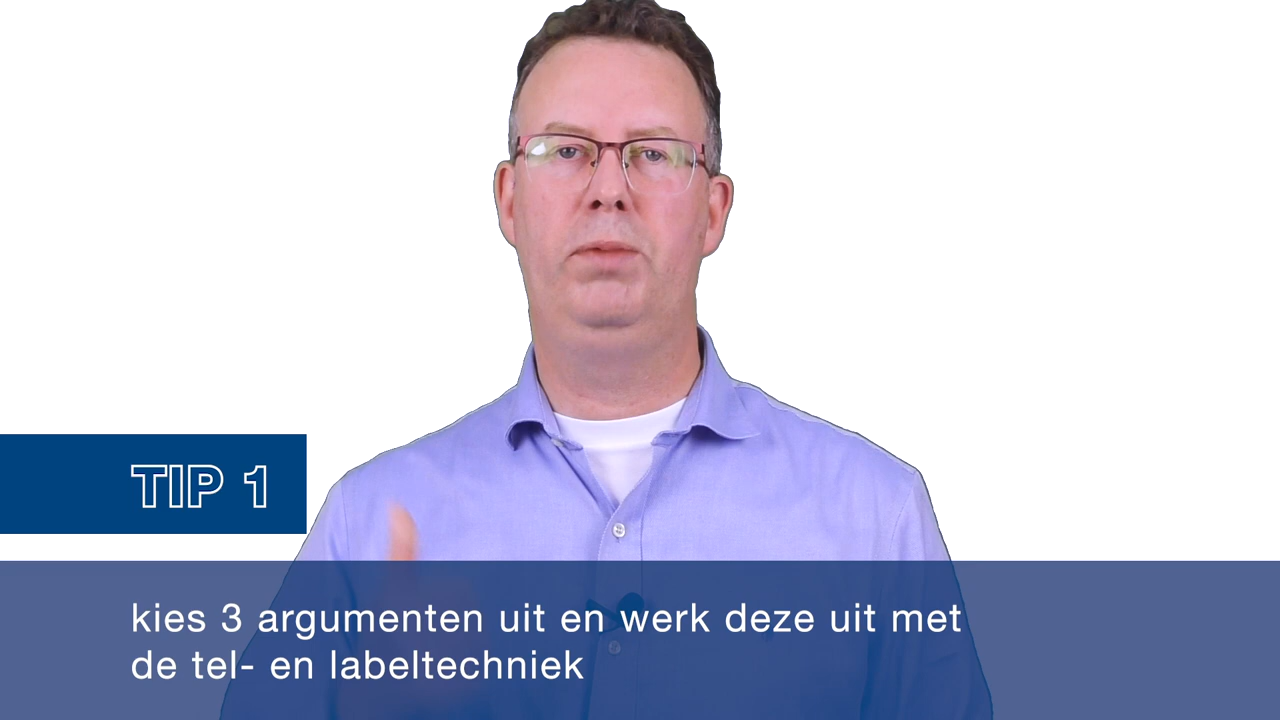 TIP 1
kies 3 argumenten uit en werk deze uit met
de tel- en labeltechniek